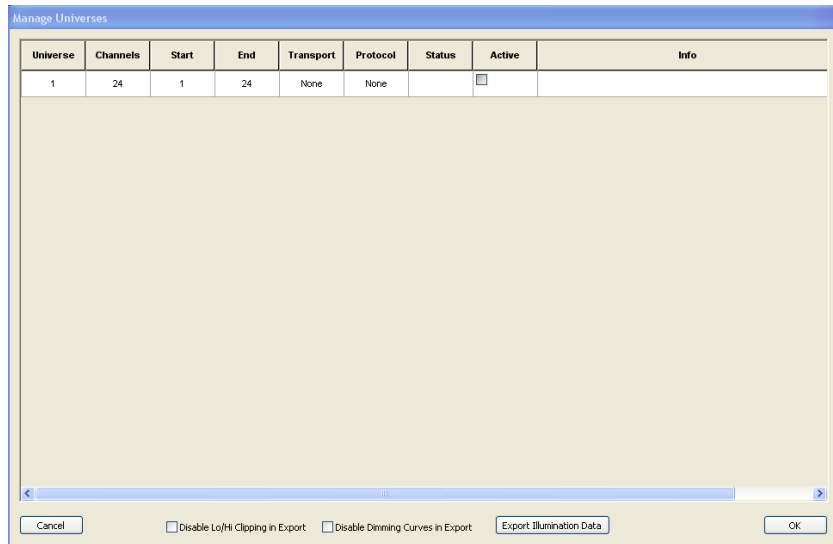 Manage Universes
Universe Channels Start End Transport Protocol Status Active Info
1 24 1 24 None None
Cancel Disable Lo/Hi Clipping in Export Disable Dimming Curves in Export Export Illumination Data OK